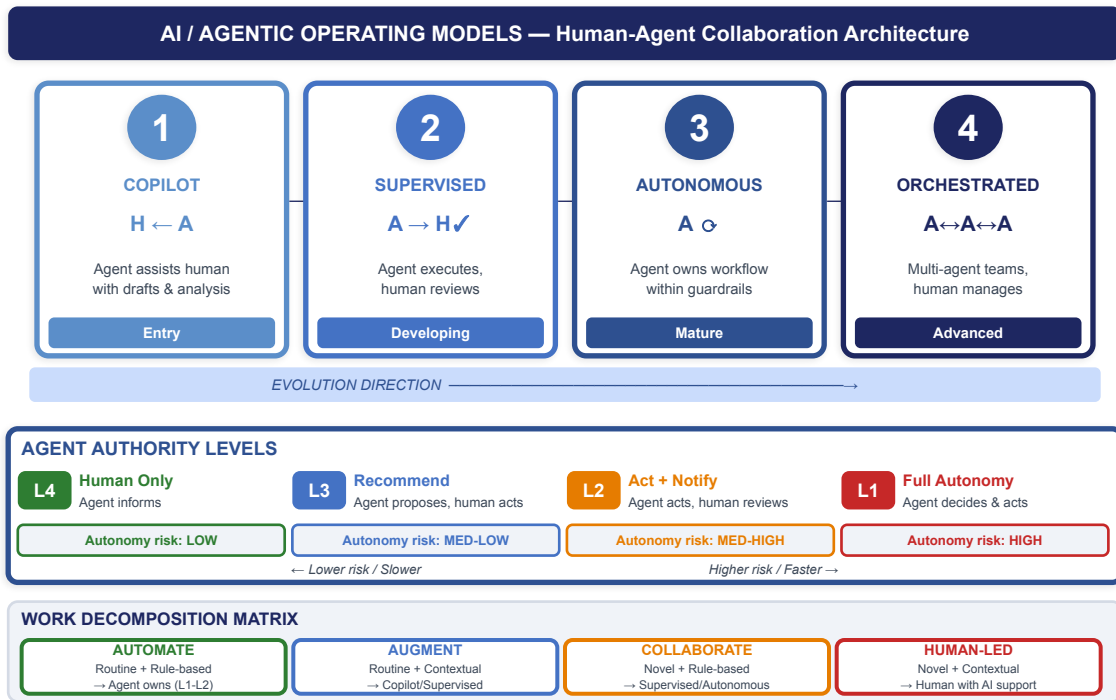 AI / AGENTIC OPERATING MODELS — Human-Agent Collaboration Architecture
1
COPILOT
H ← A
Agent assists human
with drafts & analysis
Entry
2
SUPERVISED
A → H✓
Agent executes,
human reviews
Developing
3
AUTONOMOUS
A ⟳
Agent owns workflow
within guardrails
Mature
4
ORCHESTRATED
A↔A↔A
Multi-agent teams,
human manages
Advanced
EVOLUTION DIRECTION ────────→
AGENT AUTHORITY LEVELS
L4
Human Only
Agent informs
Autonomy risk: LOW
L3
Recommend
Agent proposes, human acts
Autonomy risk: MED-LOW
L2
Act + Notify
Agent acts, human reviews
Autonomy risk: MED-HIGH
L1
Full Autonomy
Agent decides & acts
Autonomy risk: HIGH
← Lower risk / Slower
Higher risk / Faster →
WORK DECOMPOSITION MATRIX
AUTOMATE
Routine + Rule-based
→ Agent owns (L1-L2)
AUGMENT
Routine + Contextual
→ Copilot/Supervised
COLLABORATE
Novel + Rule-based
→ Supervised/Autonomous
HUMAN-LED
Novel + Contextual
→ Human with AI support